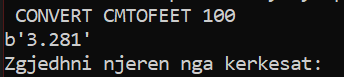 CONVERT CMTOFEET 100
b'3.281'
Zgjedhni njeren nga kerkesat: